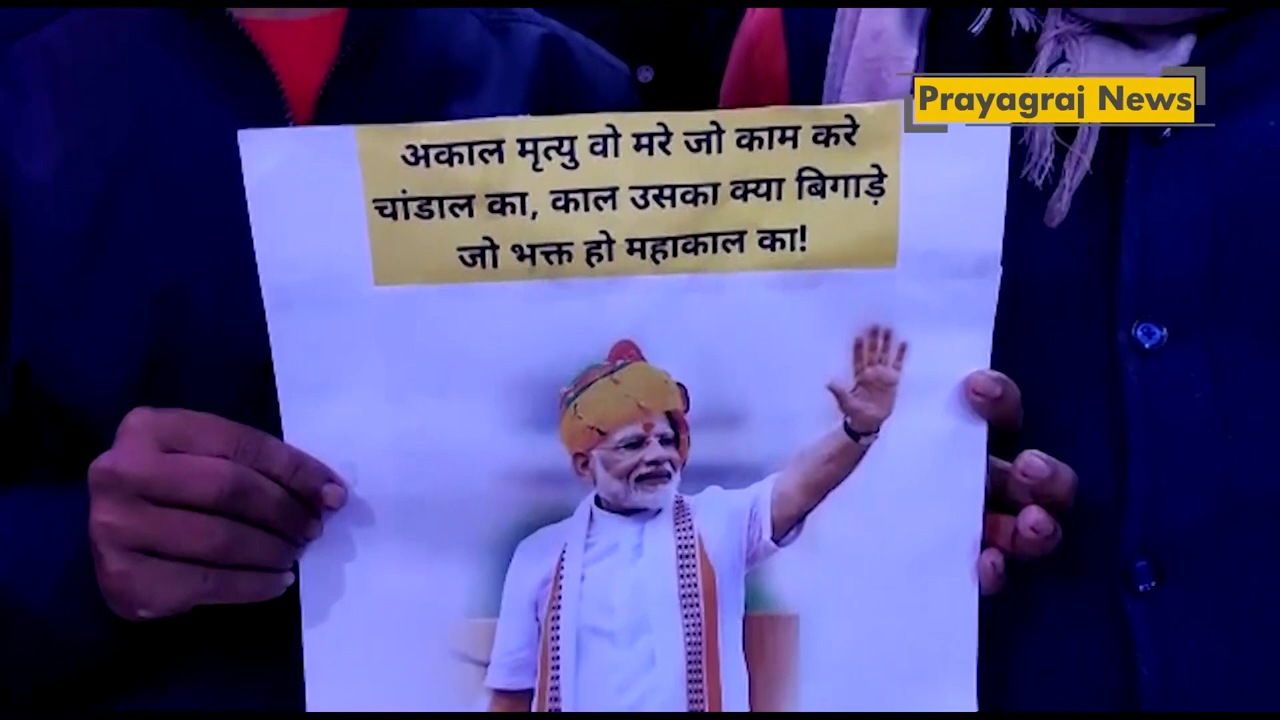 Prayagraj News
अकाल मृत्यु वो मरे जो काम करे
चांडाल का, काल उसका क्या बिगाड़े
जो भक्त हो महाकाल का!